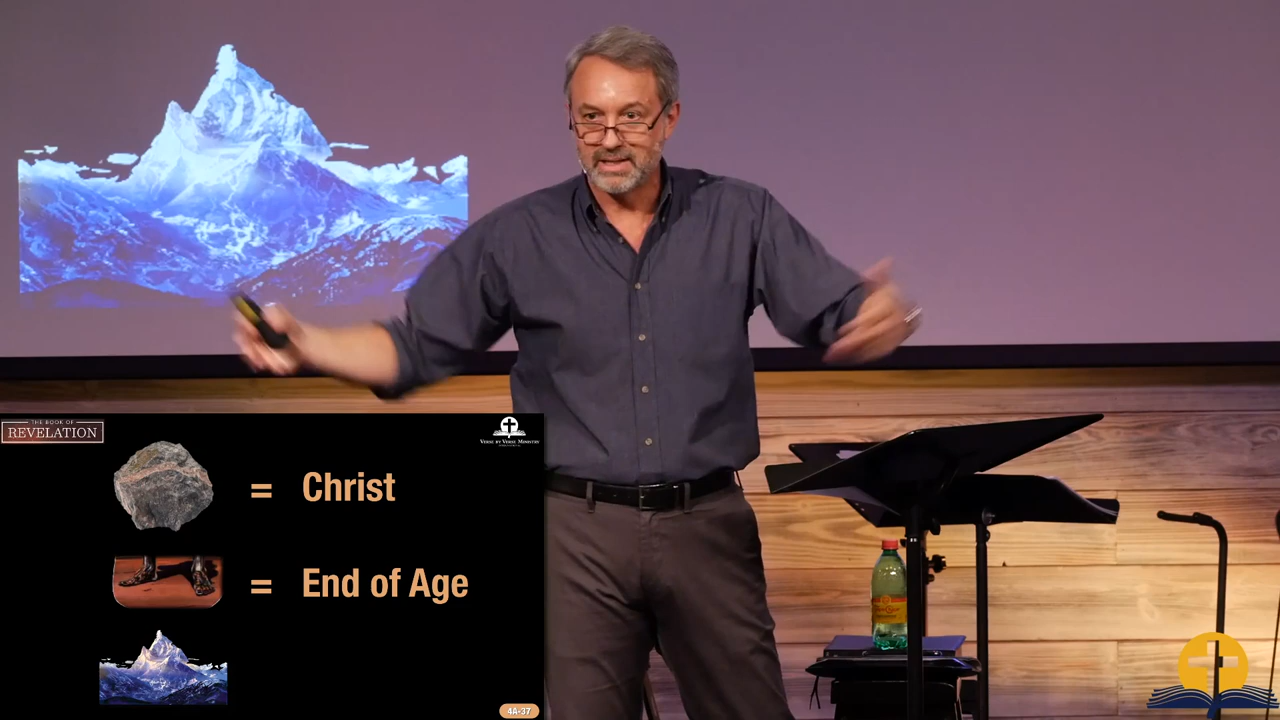 THE BOOK OF
REVELATION
VERSE BY VERSE MINISTRY
= Christ
= End of Age
4A-37